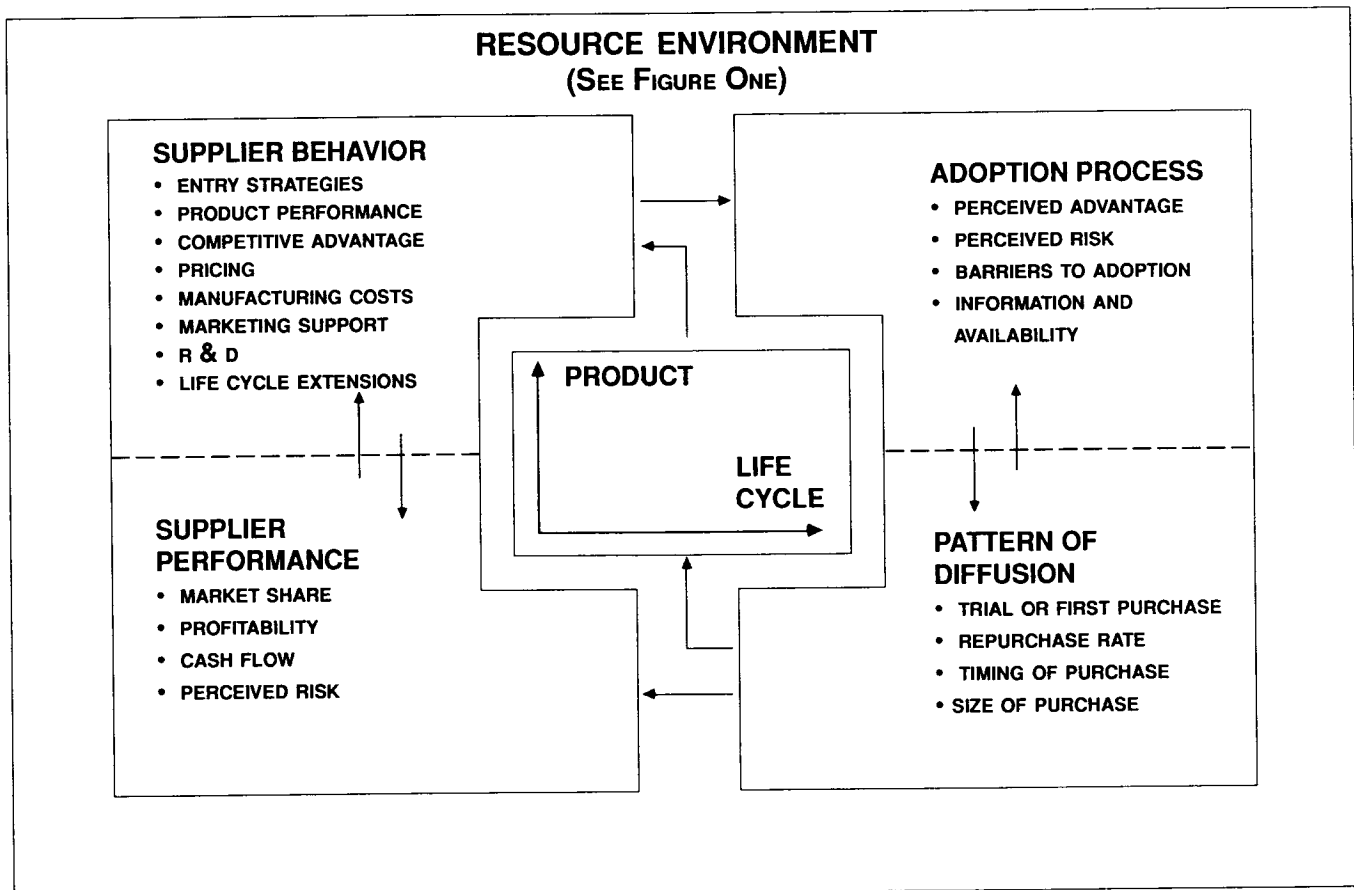 RESOURCE ENVIRONMENT
(SEE FIGURE ONE)
SUPPLIER BEHAVIOR
• ENTRY STRATEGIES
• PRODUCT PERFORMANCE
• COMPETITIVE ADVANTAGE
• PRICING
• MANUFACTURING COSTS
• MARKETING SUPPORT
• R & D
• LIFE CYCLE EXTENSIONS
ADOPTION PROCESS
• PERCEIVED ADVANTAGE
• PERCEIVED RISK
• BARRIERS TO ADOPTION
• INFORMATION AND
AVAILABILITY
PRODUCT
LIFE
CYCLE
SUPPLIER
PERFORMANCE
• MARKET SHARE
• PROFITABILITY
• CASH FLOW
• PERCEIVED RISK
PATTERN OF
DIFFUSION
• TRIAL OR FIRST PURCHASE
• REPURCHASE RATE
• TIMING OF PURCHASE
• SIZE OF PURCHASE